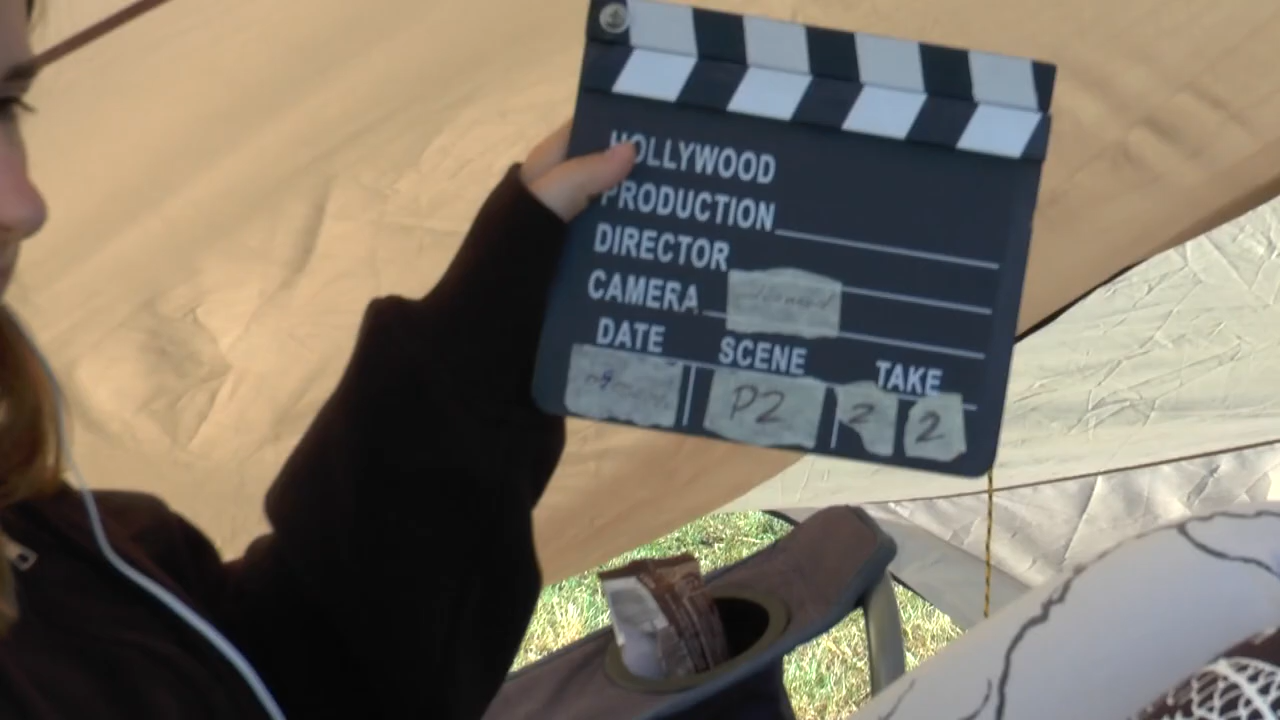 HOLLYWOOD
PRODUCTION
DIRECTOR
CAMERA
DATE SCENE TAKE
P2 2 2